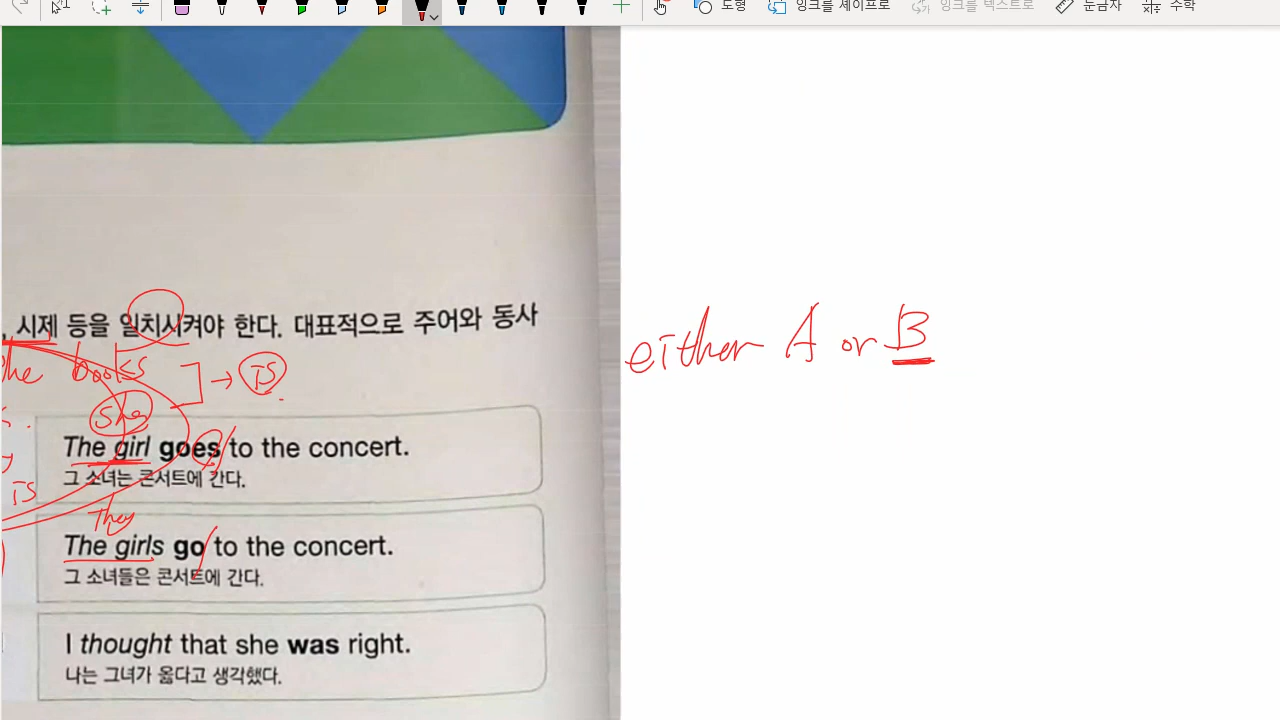 도형 잉크를 셰이프로 잉크를 텍스트로 눈금자 수학
, 시제 등을 일치시켜야 한다. 대표적으로 주어와 동사
he books → is
either A or B
She
The girl goes to the concert.
그 소녀는 콘서트에 간다.
is
They
The girls go to the concert.
그 소녀들은 콘서트에 간다.
I thought that she was right.
나는 그녀가 옳다고 생각했다.